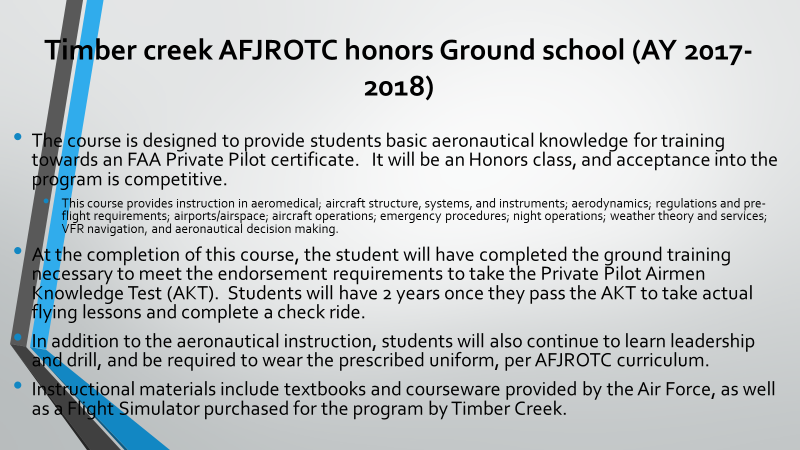 Timber creek AFJROTC honors Ground school (AY 2017-
2018)
• The course is designed to provide students basic aeronautical knowledge for training
towards an FAA Private Pilot certificate.   It will be an Honors class, and acceptance into the
program is competitive.
• This course provides instruction in aeromedical; aircraft structure, systems, and instruments; aerodynamics; regulations and pre-
flight requirements; airports/airspace; aircraft operations; emergency procedures; night operations; weather theory and services;
VFR navigation, and aeronautical decision making.
• At the completion of this course, the student will have completed the ground training
necessary to meet the endorsement requirements to take the Private Pilot Airmen
Knowledge Test (AKT).  Students will have 2 years once they pass the AKT to take actual
flying lessons and complete a check ride.
• In addition to the aeronautical instruction, students will also continue to learn leadership
and drill, and be required to wear the prescribed uniform, per AFJROTC curriculum.
• Instructional materials include textbooks and courseware provided by the Air Force, as well
as a Flight Simulator purchased for the program by Timber Creek.